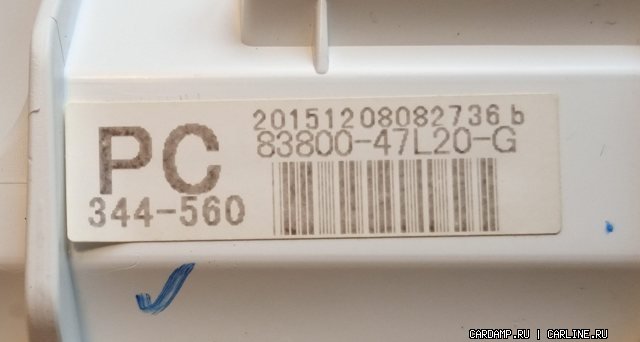 20151208082736 b
PC
83800-47L20-G
344-560
CARDAMP.RU | CARLINE.RU